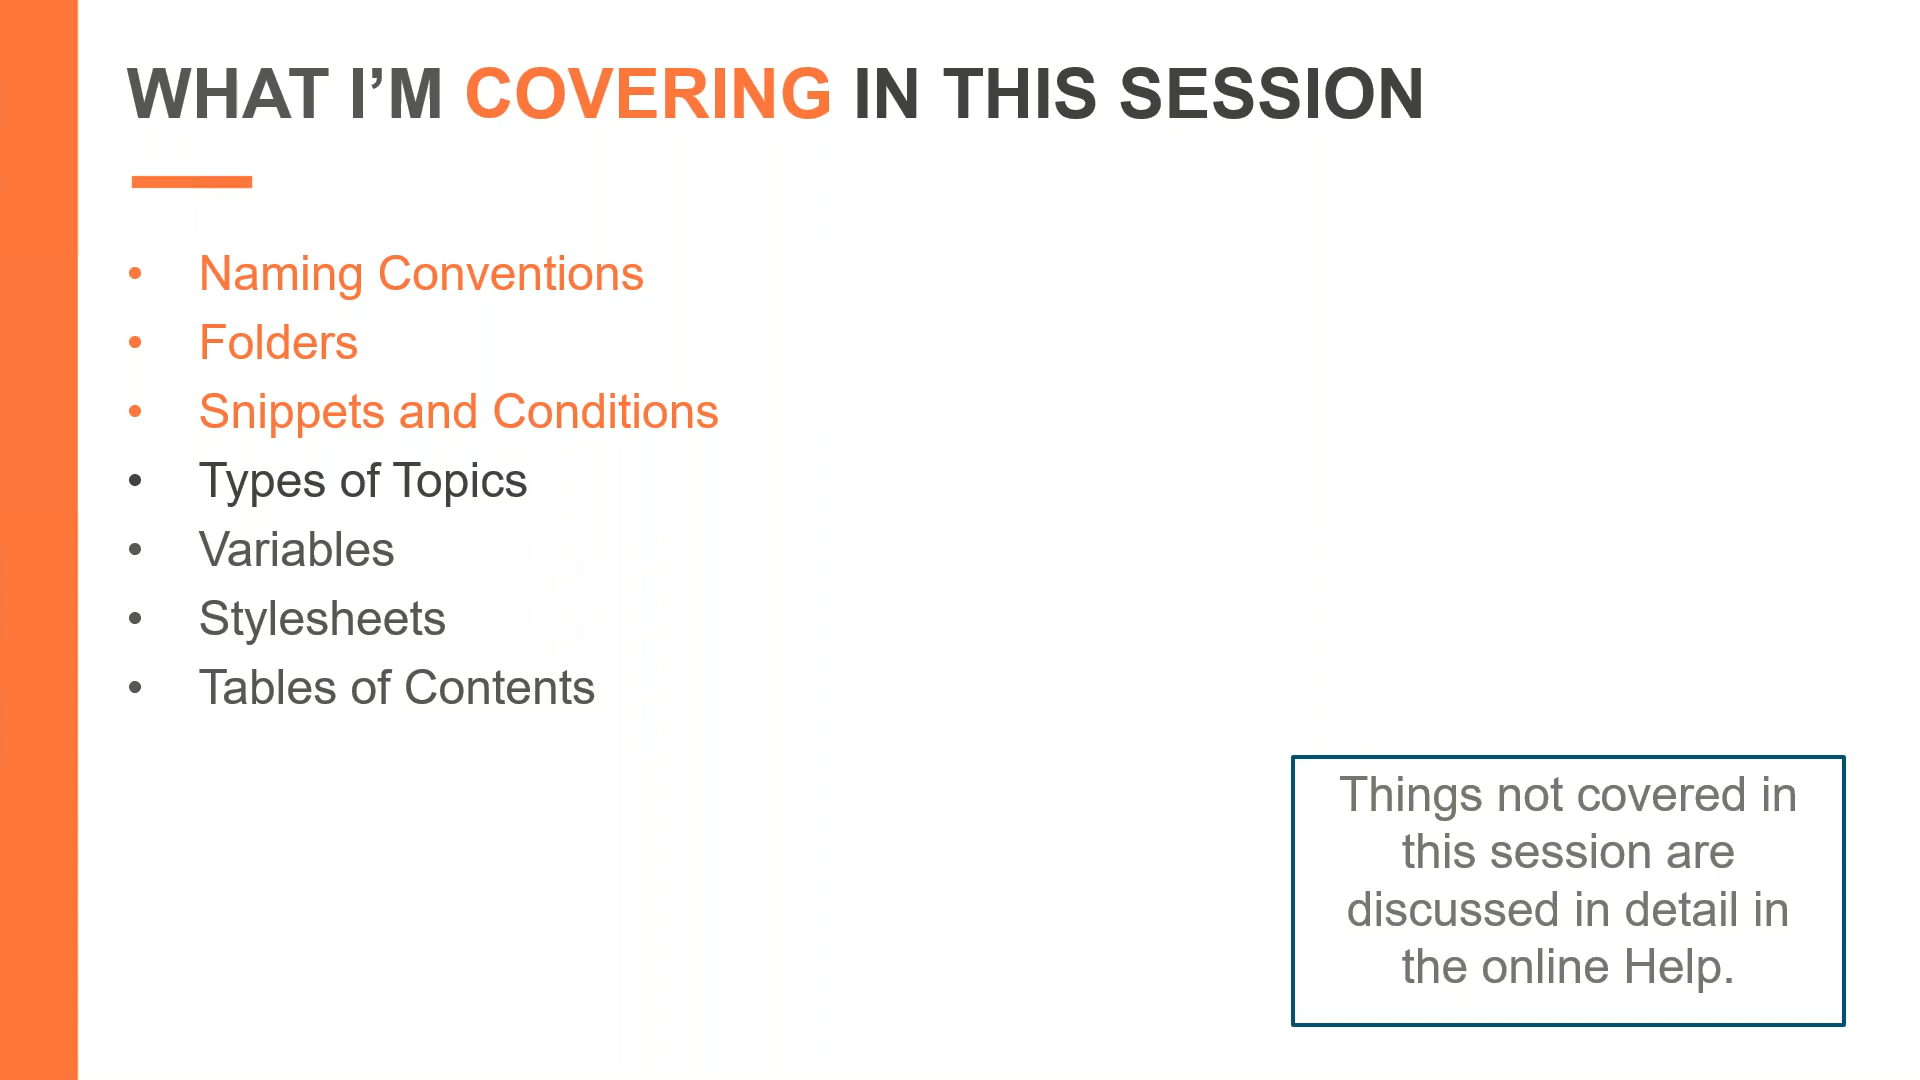 WHAT I’M COVERING IN THIS SESSION
• Naming Conventions
• Folders
• Snippets and Conditions
• Types of Topics
• Variables
• Stylesheets
• Tables of Contents
Things not covered in
this session are
discussed in detail in
the online Help.